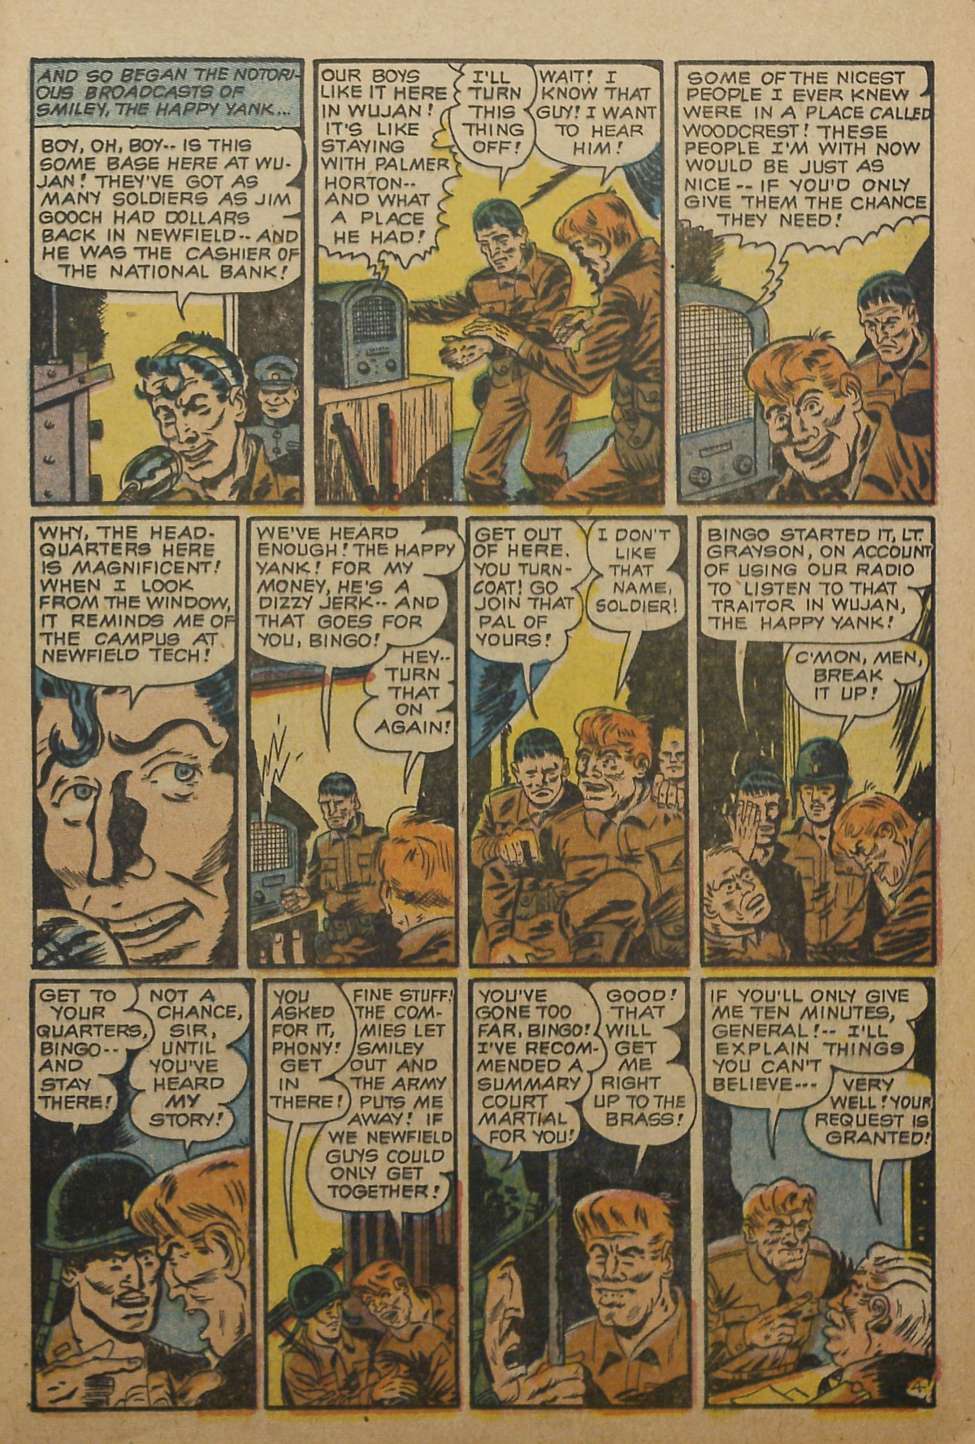 AND SO BEGAN THE NOTORI-
OUS BROADCASTS OF
SMILEY, THE HAPPY YANK...
BOY, OH, BOY-- IS THIS
SOME BASE HERE AT WU-
JAN! THEY'VE GOT AS
MANY SOLDIERS AS JIM
GOOCH HAD DOLLARS
BACK IN NEWFIELD-- AND
HE WAS THE CASHIER OF
THE NATIONAL BANK!
OUR BOYS
LIKE IT HERE
IN WUJAN!
IT'S LIKE
STAYING
WITH PALMER
HORTON--
AND WHAT
A PLACE
HE HAD!
I'LL
TURN
THIS
THING
OFF!
WAIT! I
KNOW THAT
GUY! I WANT
TO HEAR
HIM!
SOME OF THE NICEST
PEOPLE I EVER KNEW
WERE IN A PLACE CALLED
WOODCREST! THESE
PEOPLE I'M WITH NOW
WOULD BE JUST AS
NICE-- IF YOU'D ONLY
GIVE THEM THE CHANCE
THEY NEED!
WHY, THE HEAD-
QUARTERS HERE
IS MAGNIFICENT!
WHEN I LOOK
FROM THE WINDOW,
IT REMINDS ME OF
THE CAMPUS AT
NEWFIELD TECH!
WE'VE HEARD
ENOUGH! THE HAPPY
YANK! FOR MY
MONEY, HE'S A
DIZZY JERK-- AND
THAT GOES FOR
YOU, BINGO!
HEY--
TURN
THAT
ON
AGAIN!
GET OUT
OF HERE.
YOU TURN-
COAT! GO
JOIN THAT
PAL OF
YOURS!
I DON'T
LIKE
THAT
NAME,
SOLDIER!
BINGO STARTED IT, LT.
GRAYSON, ON ACCOUNT
OF USING OUR RADIO
TO LISTEN TO THAT
TRAITOR IN WUJAN,
THE HAPPY YANK!
C'MON, MEN,
BREAK
IT UP!
GET TO
YOUR
QUARTERS,
BINGO--
AND
STAY
THERE!
NOT A
CHANCE,
SIR,
UNTIL
YOU'VE
HEARD
MY
STORY!
YOU
ASKED
FOR IT,
PHONY!
GET
IN
THERE!
FINE STUFF!
THE COM-
MIES LET
SMILEY
OUT AND
THE ARMY
PUTS ME
AWAY! IF
WE NEWFIELD
GUYS COULD
ONLY GET
TOGETHER!
YOU'VE
GONE TOO
FAR, BINGO!
I'VE RECOM-
MENDED A
SUMMARY
COURT
MARTIAL
FOR YOU!
GOOD!
THAT
WILL
GET
ME
RIGHT
UP TO THE
BRASS!
IF YOU'LL ONLY GIVE
ME TEN MINUTES,
GENERAL!-- I'LL
EXPLAIN THINGS
YOU CAN'T
BELIEVE---
VERY
WELL! YOUR
REQUEST IS
GRANTED!
4